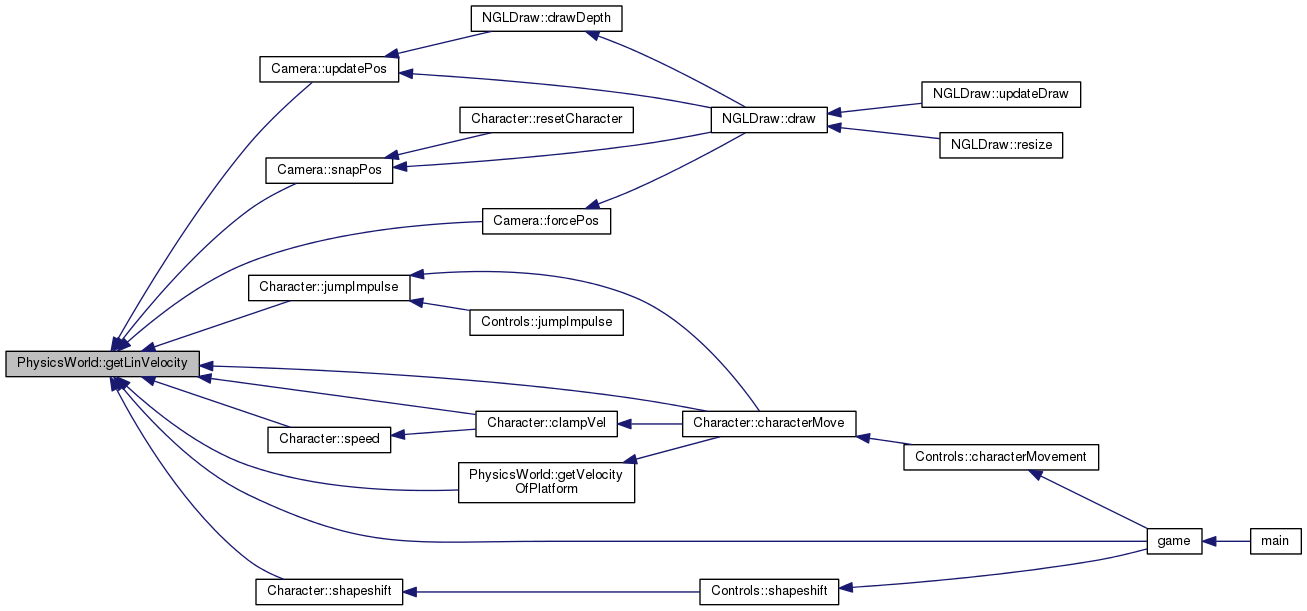 NGLDraw::drawDepth
Camera::updatePos
NGLDraw::updateDraw
Character::resetCharacter
NGLDraw::draw
NGLDraw::resize
Camera::snapPos
Camera::forcePos
Character::jumpImpulse
Controls::jumpImpulse
PhysicsWorld::getLinVelocity
Character::clampVel
Character::characterMove
Character::speed
Controls::characterMovement
PhysicsWorld::getVelocity
OfPlatform
game
main
Character::shapeshift
Controls::shapeshift